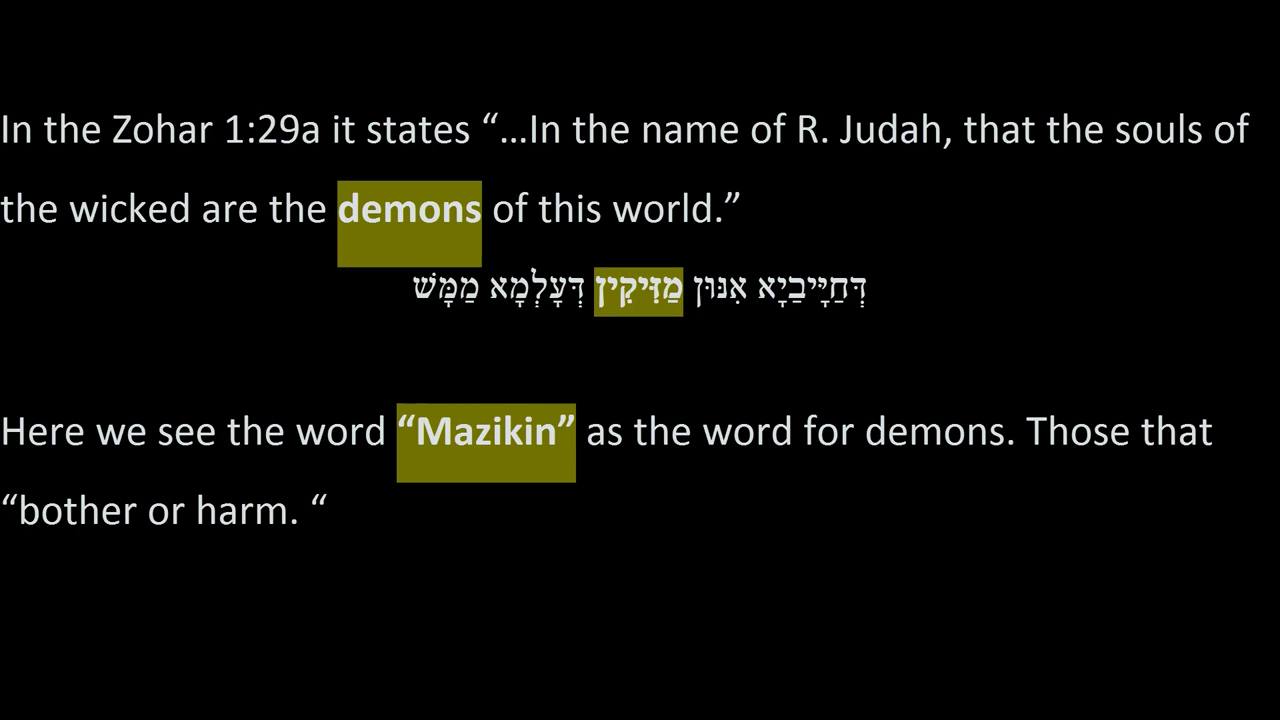 In the Zohar 1:29a it states “…In the name of R. Judah, that the souls of
the wicked are the demons of this world.”
דְּחַיָּיבַיָא אִנּוּן מַזִּיקִין דְּעָלְמָא מַמָּשׁ
Here we see the word “Mazikin” as the word for demons. Those that
“bother or harm. “